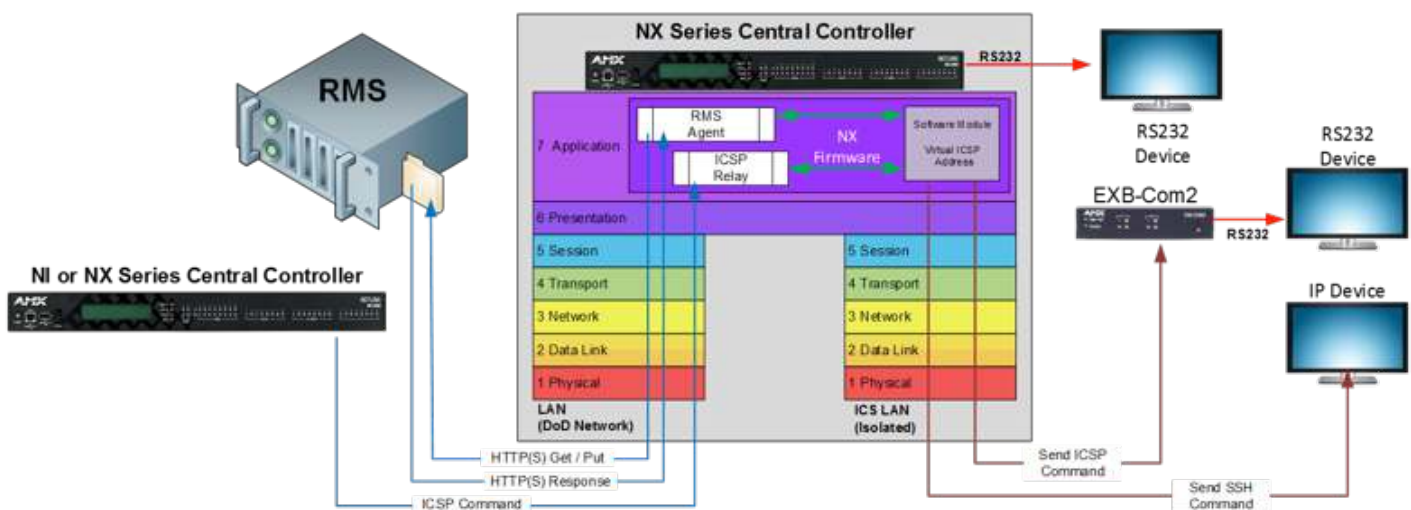 NX Series Central Controller
AMX
RS232
RMS
RMS
Agent
ICSP
Relay
NX
Firmware
Software Module
Virtual ICSP
Address
7 Application
6 Presentation
5 Session
4 Transport
3 Network
2 Data Link
1 Physical
LAN
(DoD Network)
5 Session
4 Transport
3 Network
2 Data Link
1 Physical
ICS LAN
(Isolated)
RS232
Device
RS232
Device
EXB-Com2
AMX
RS232
IP Device
NI or NX Series Central Controller
AMX
HTTP(S) Get / Put
HTTP(S) Response
ICSP Command
Send ICSP
Command
Send SSH
Command